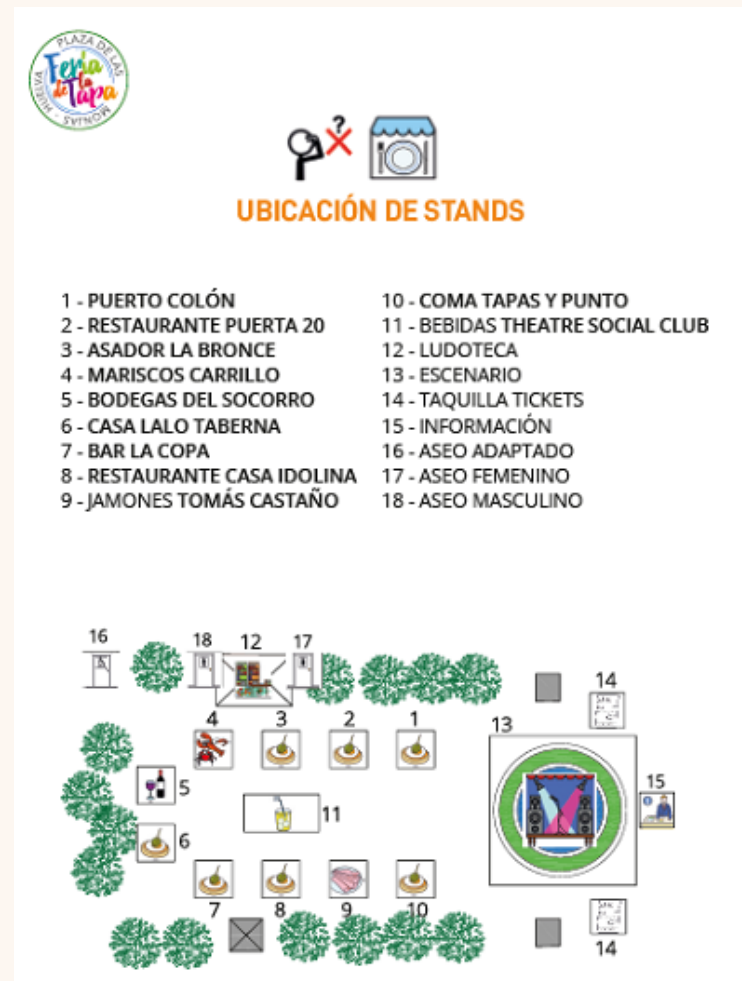 PLAZA DE LAS MONJAS - HUELVA
Feria
de la
Tapa
?
UBICACIÓN DE STANDS
1 - PUERTO COLÓN
2 - RESTAURANTE PUERTA 20
3 - ASADOR LA BRONCE
4 - MARISCOS CARRILLO
5 - BODEGAS DEL SOCORRO
6 - CASA LALO TABERNA
7 - BAR LA COPA
8 - RESTAURANTE CASA IDOLINA
9 - JAMONES TOMÁS CASTAÑO
10 - COMA TAPAS Y PUNTO
11 - BEBIDAS THEATRE SOCIAL CLUB
12 - LUDOTECA
13 - ESCENARIO
14 - TAQUILLA TICKETS
15 - INFORMACIÓN
16 - ASEO ADAPTADO
17 - ASEO FEMENINO
18 - ASEO MASCULINO
16 18 12 17
14
4 3 2 1 13
5
15
11
6
7 8 9 10
14